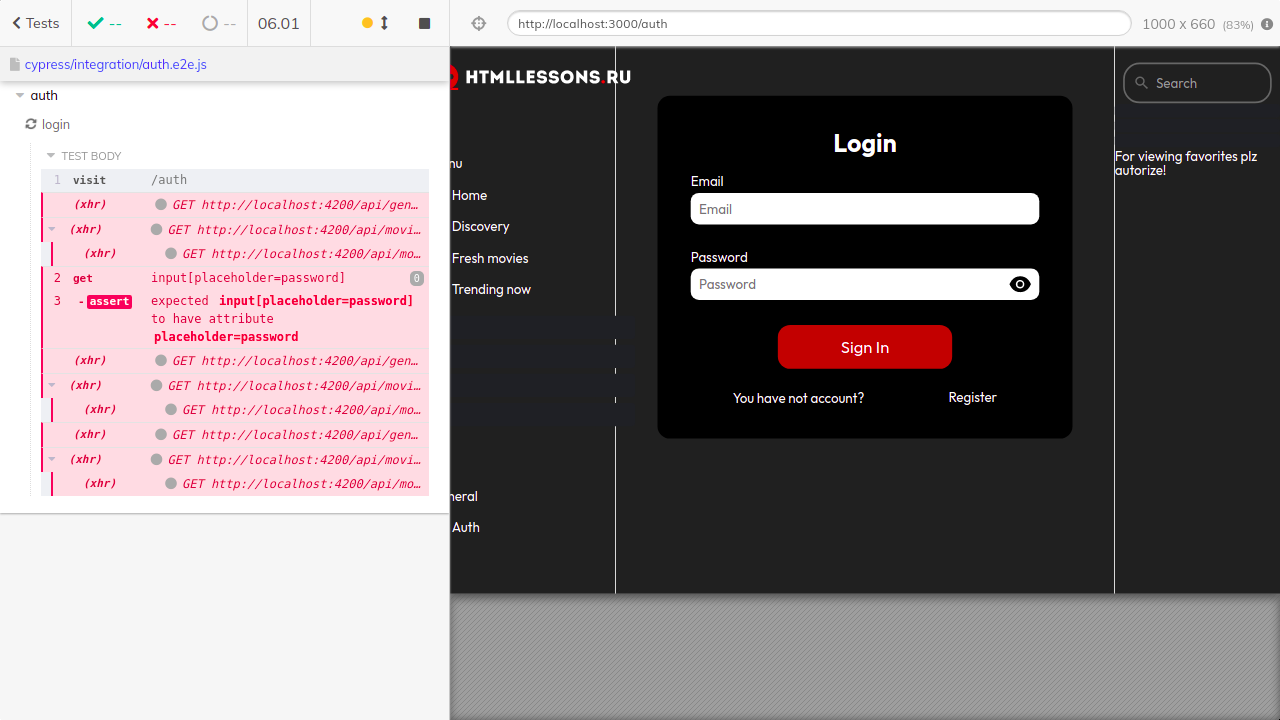 Tests
--
--
--
06.01
http://localhost:3000/auth
1000 x 660 (83%)
cypress/integration/auth.e2e.js
auth
login
TEST BODY
1 visit /auth
(xhr) GET http://localhost:4200/api/gen…
(xhr) GET http://localhost:4200/api/movi…
(xhr) GET http://localhost:4200/api/mo…
2 get input[placeholder=password] 0
3 -assert expected input[placeholder=password]
to have attribute
placeholder=password
(xhr) GET http://localhost:4200/api/gen…
(xhr) GET http://localhost:4200/api/movi…
(xhr) GET http://localhost:4200/api/mo…
(xhr) GET http://localhost:4200/api/gen…
(xhr) GET http://localhost:4200/api/movi…
(xhr) GET http://localhost:4200/api/mo…
HTMLLESSONS.RU
nu
Home
Discovery
Fresh movies
Trending now
neral
Auth
Login
Email
Email
Password
Password
Sign In
You have not account? Register
Search
For viewing favorites plz
autorize!